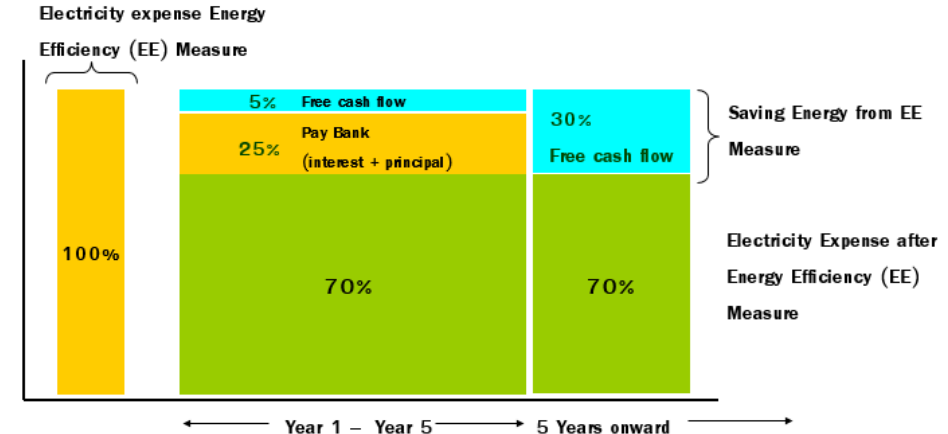 Electricity expense Energy
Efficiency (EE) Measure
100%
5% Free cash flow
25% Pay Bank
(interest + principal)
70%
30%
Free cash flow
70%
Saving Energy from EE
Measure
Electricity Expense after
Energy Efficiency (EE)
Measure
Year 1 – Year 5
5 Years onward